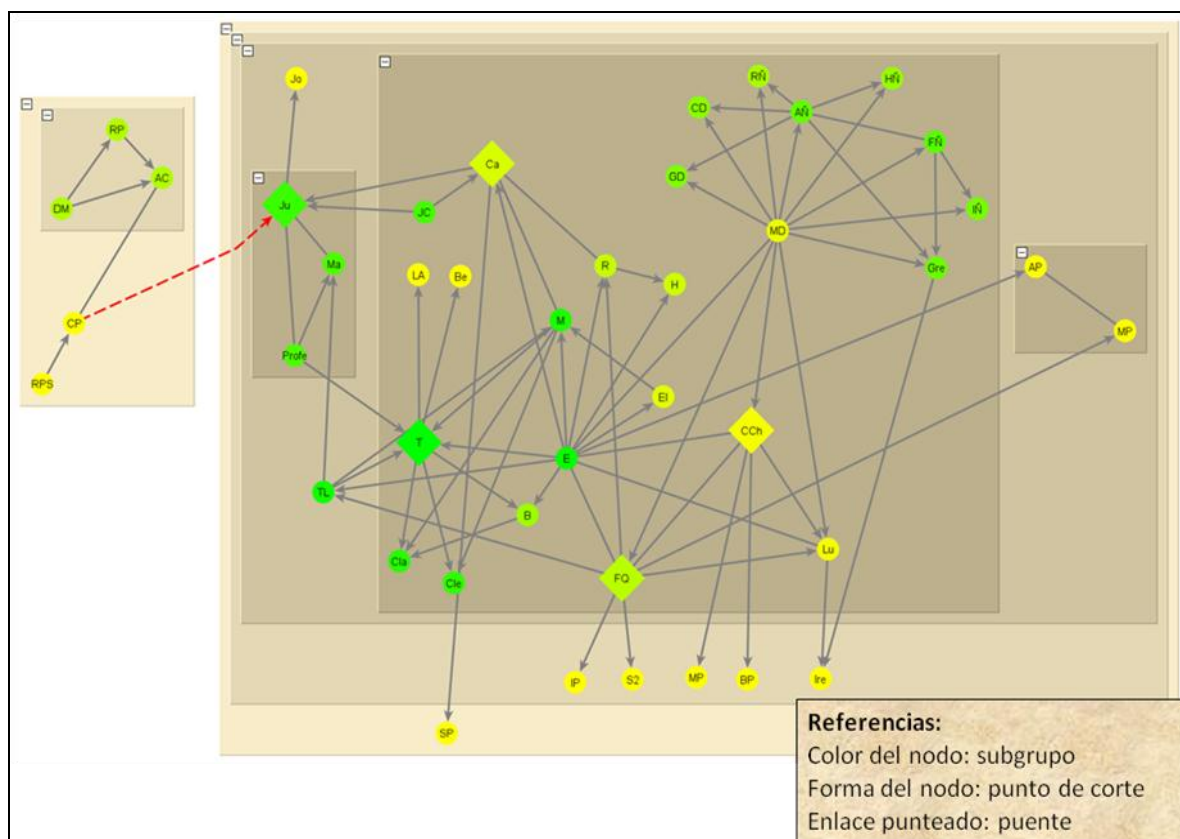 Jo
RÑ
HÑ
CD
AÑ
RP
FÑ
Ca
AC
GD
Ju
DM
JC
IÑ
MD
Ma
LA
Be
R
Gre
AP
H
CP
M
MP
Profe
RPS
EI
T
CCh
E
TL
B
Lu
Cla
Cle
FQ
IP
S2
MP
BP
Ire
SP
Referencias:
Color del nodo: subgrupo
Forma del nodo: punto de corte
Enlace punteado: puente